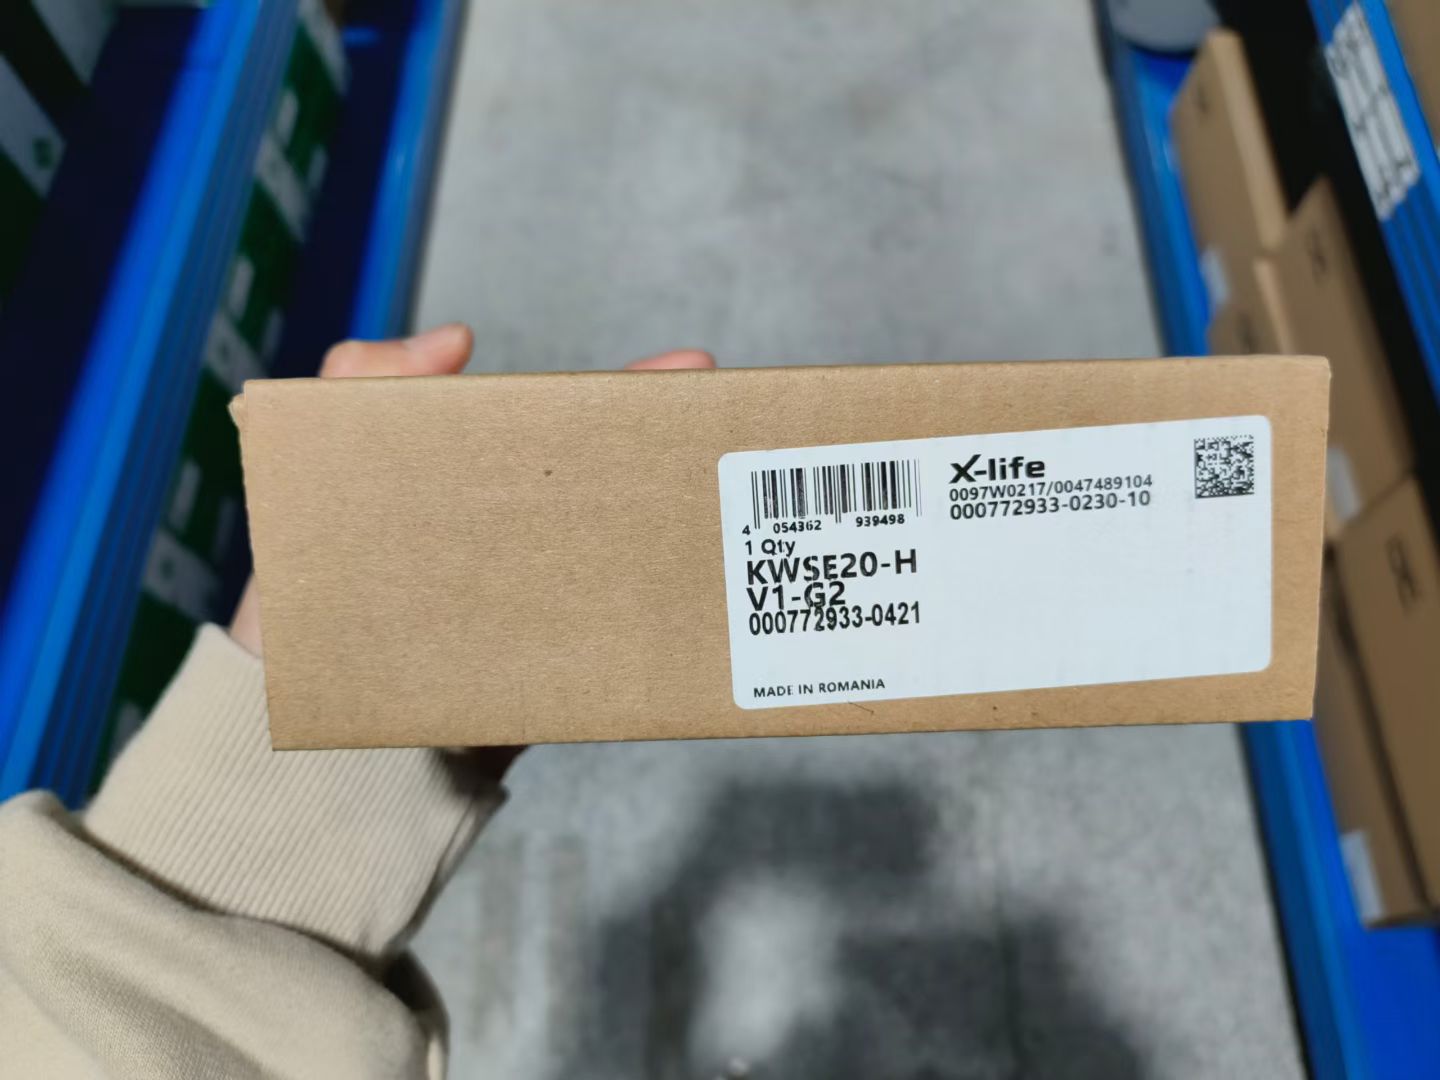 4 054362 939498
X-life
0097W0217/0047489104
000772933-0230-10
1 Qty
KWSE20-H
V1-G2
000772933-0421
MADE IN ROMANIA